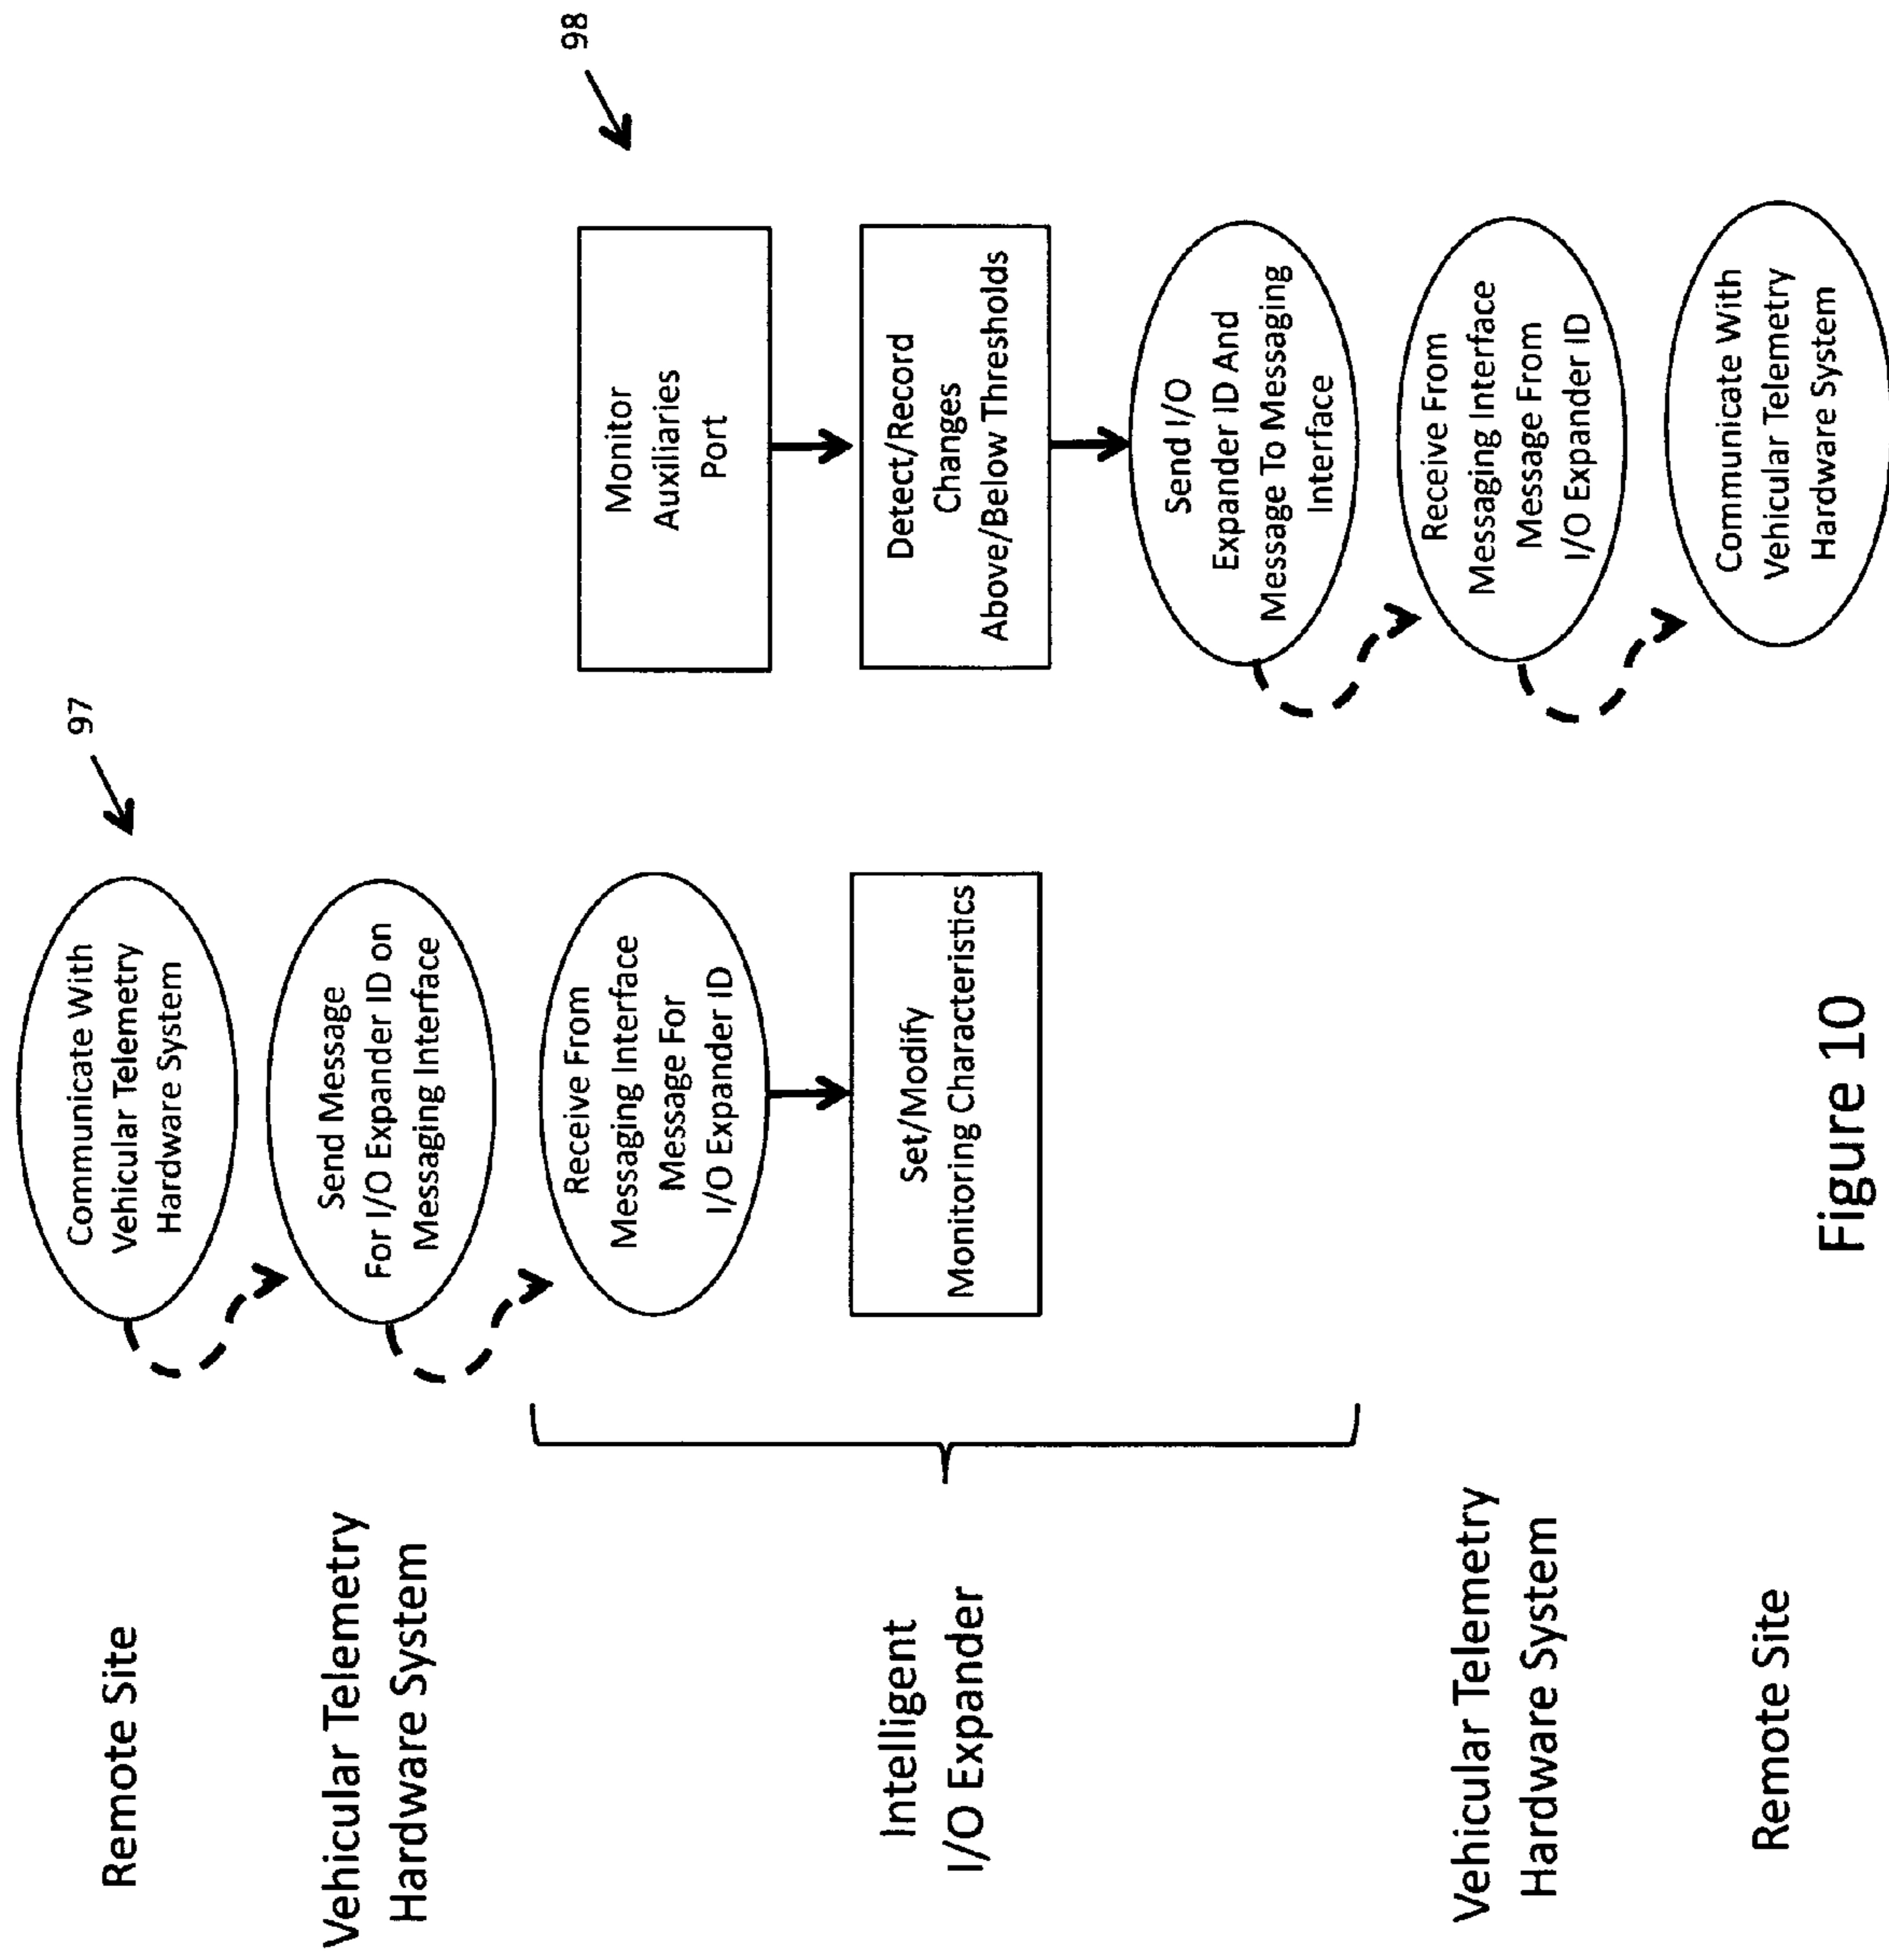 Remote Site
Vehicular Telemetry
Hardware System
Intelligent
I/O Expander
Vehicular Telemetry
Hardware System
Remote Site
97
Communicate With
Vehicular Telemetry
Hardware System
Send Message
For I/O Expander ID on
Messaging Interface
Receive From
Messaging Interface
Message For
I/O Expander ID
Set/Modify
Monitoring Characteristics
98
Monitor
Auxiliaries
Port
Detect/Record
Changes
Above/Below Thresholds
Send I/O
Expander ID And
Message To Messaging
Interface
Receive From
Messaging Interface
Message From
I/O Expander ID
Communicate With
Vehicular Telemetry
Hardware System
Figure 10